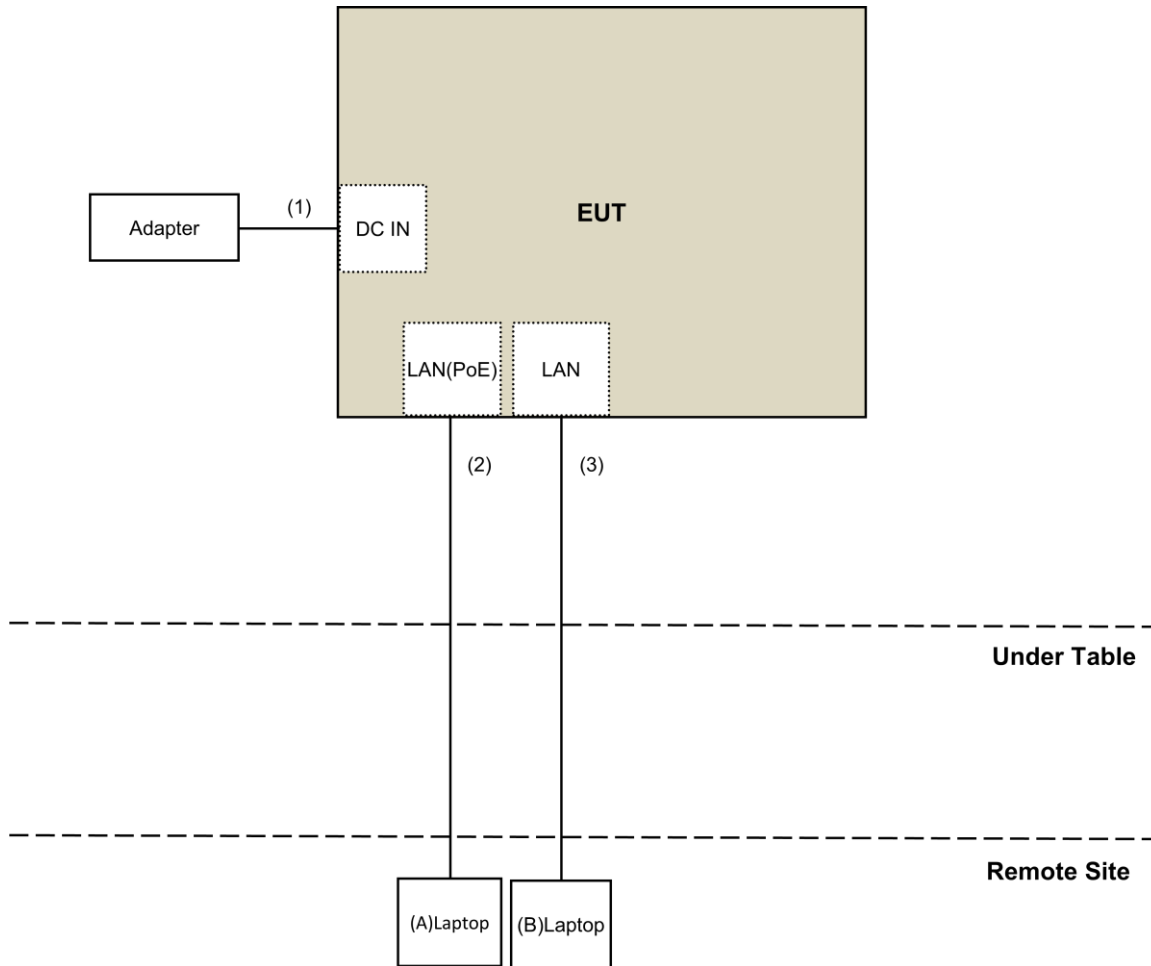 EUT
(1)
Adapter
DC IN
LAN(PoE)
LAN
(2)
(3)
Under Table
Remote Site
(A)Laptop
(B)Laptop